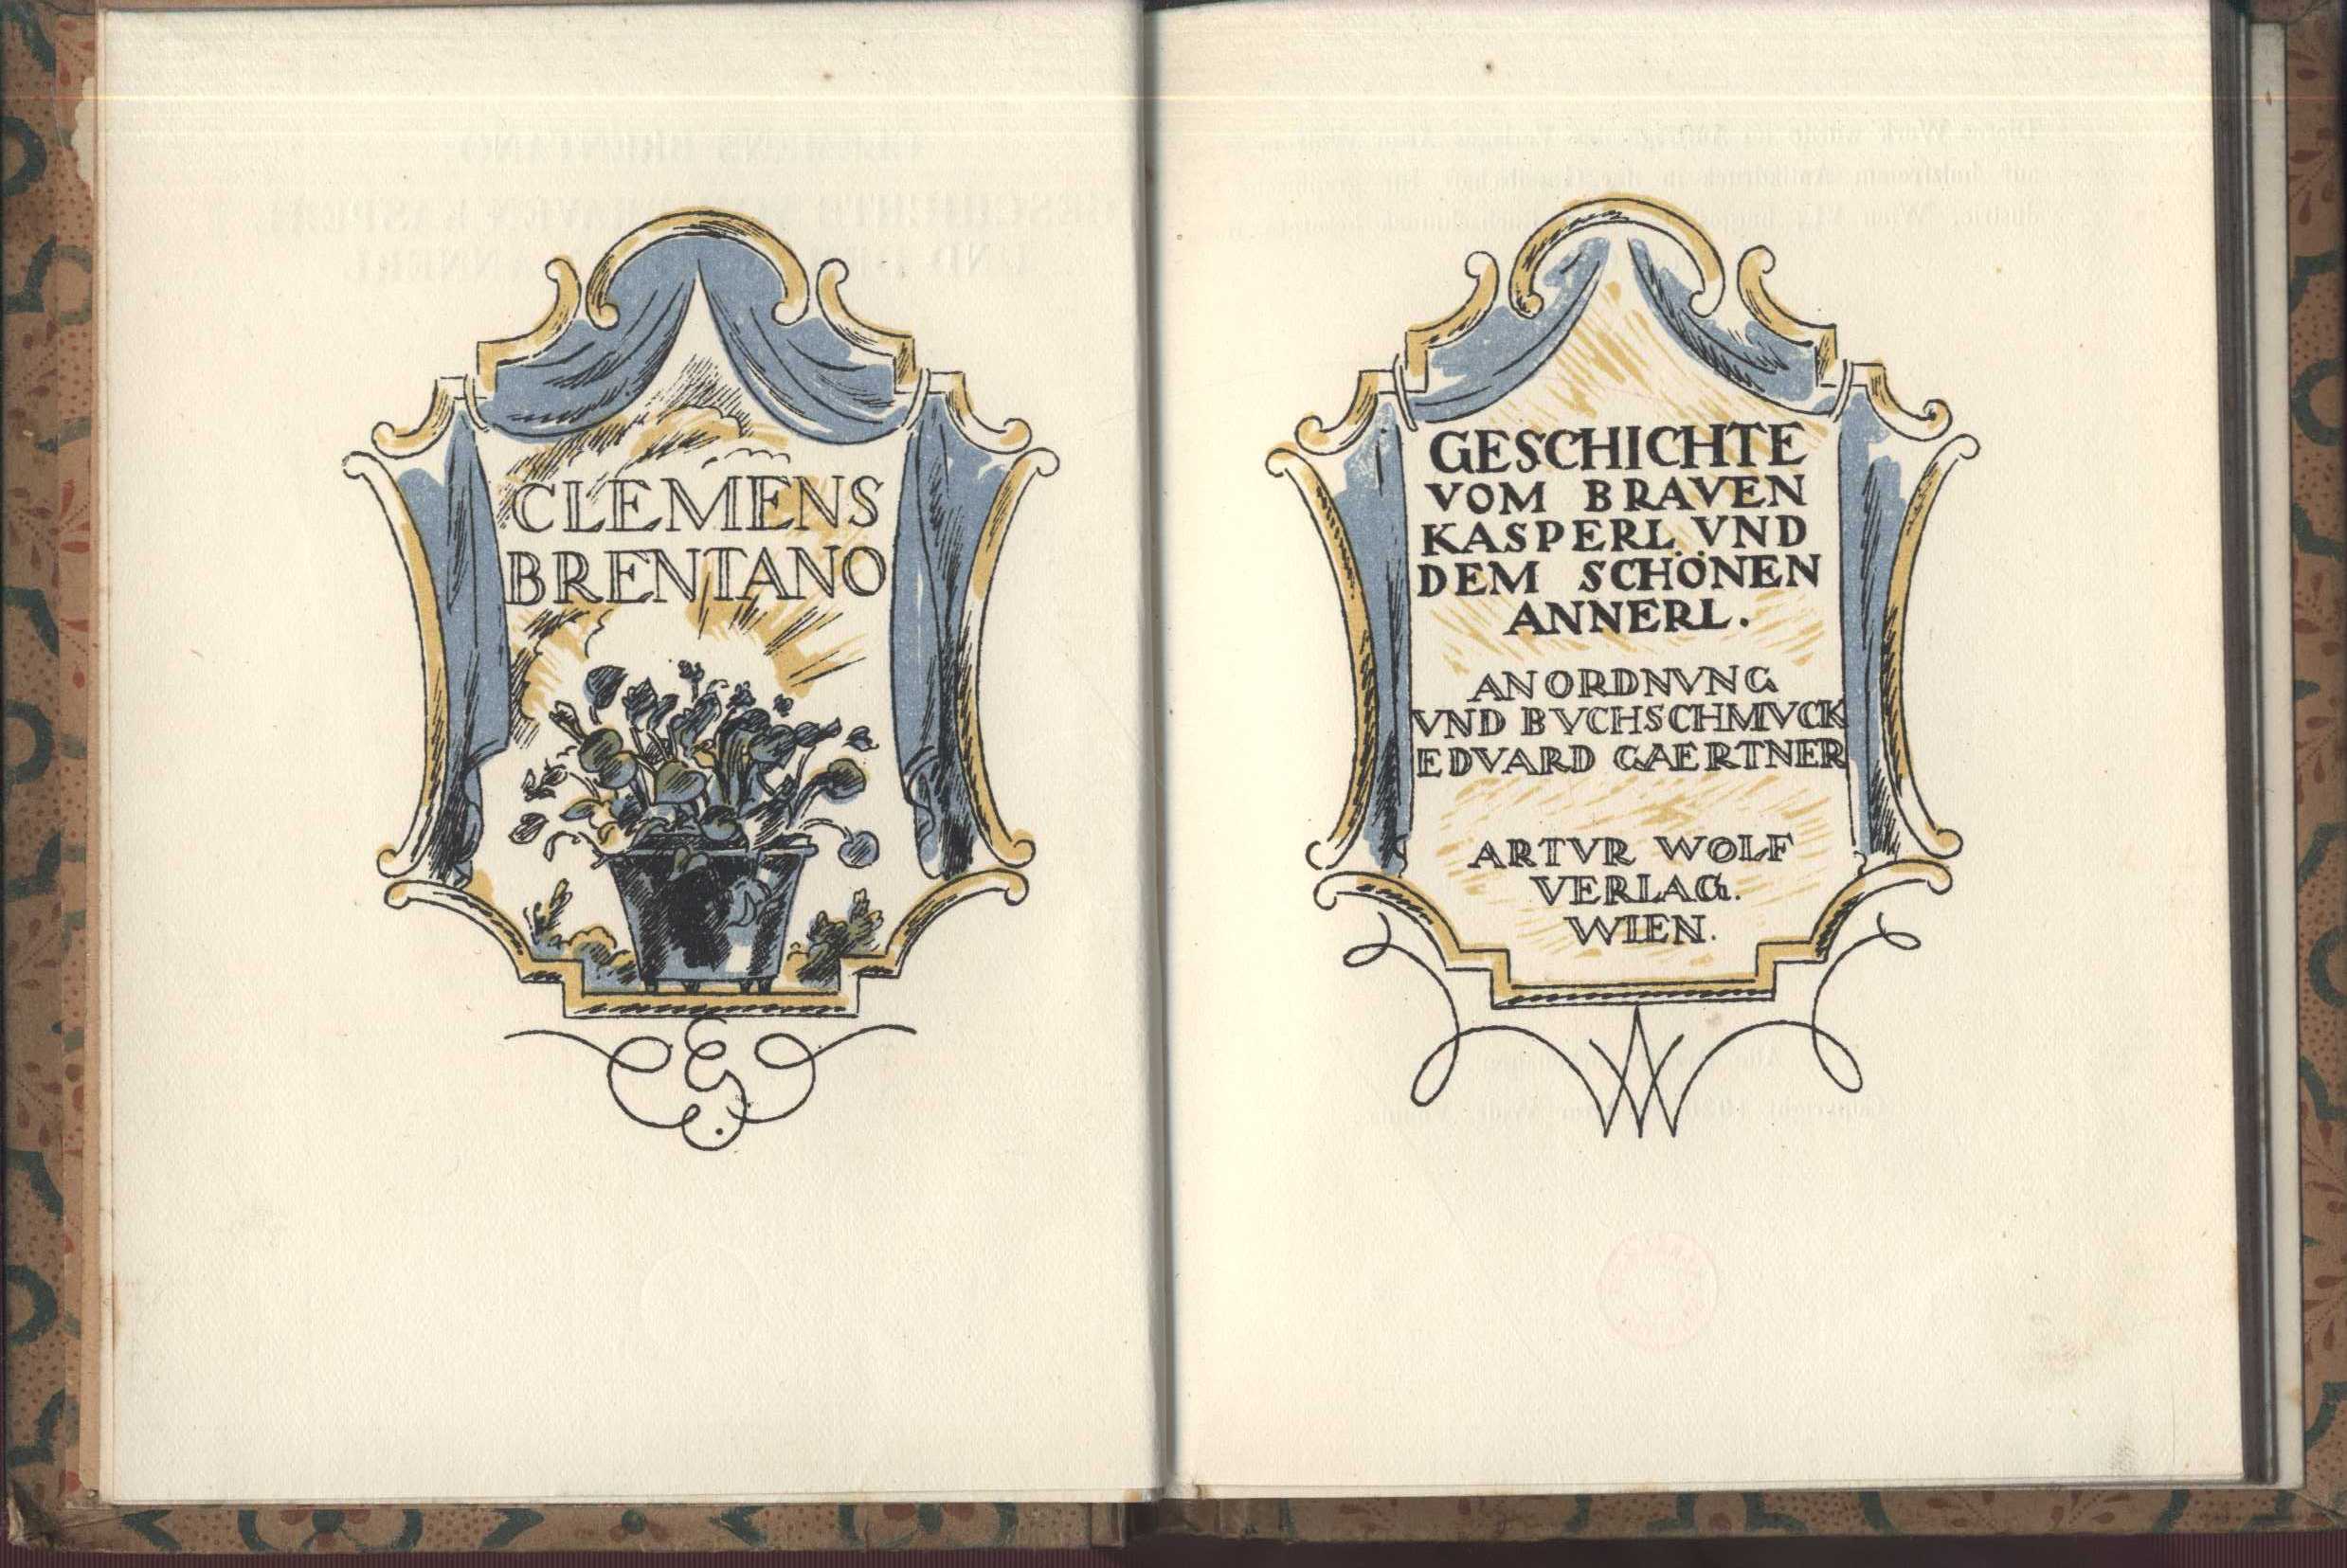 CLEMENS
BRENTANO
GESCHICHTE
VOM BRAVEN
KASPERL VND
DEM SCHÖNEN
ANNERL.
ANORDNVNG
VND BVCHSCHMVCK
EDVARD GAERTNER
ARTVR WOLF
VERLAG.
WIEN.